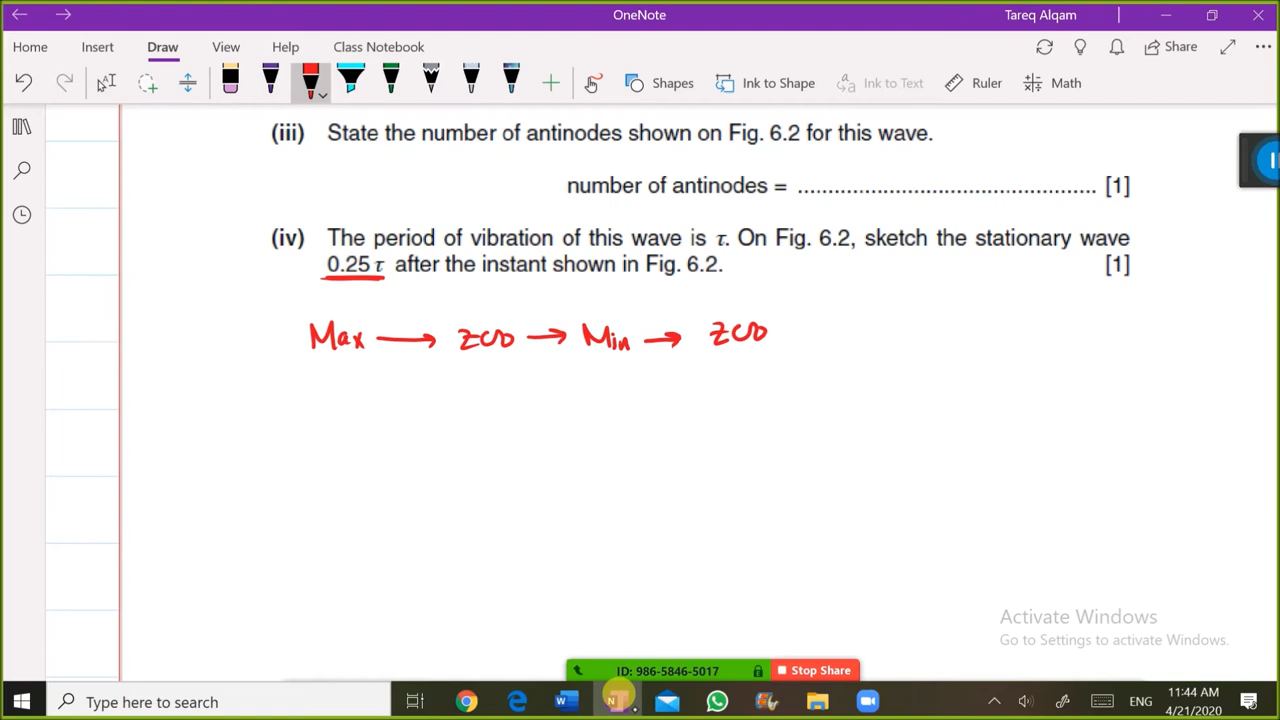 OneNote
Tareq Alqam
Home Insert Draw View Help Class Notebook
Share
Shapes
Ink to Shape
Ink to Text
Ruler
Math
(iii) State the number of antinodes shown on Fig. 6.2 for this wave.
number of antinodes = .................................................. [1]
(iv) The period of vibration of this wave is τ. On Fig. 6.2, sketch the stationary wave
0.25 τ after the instant shown in Fig. 6.2. [1]
Max → zero → Min → zero
Activate Windows
Go to Settings to activate Windows.
ID: 986-5846-5017 Stop Share
Type here to search
ENG
11:44 AM
4/21/2020